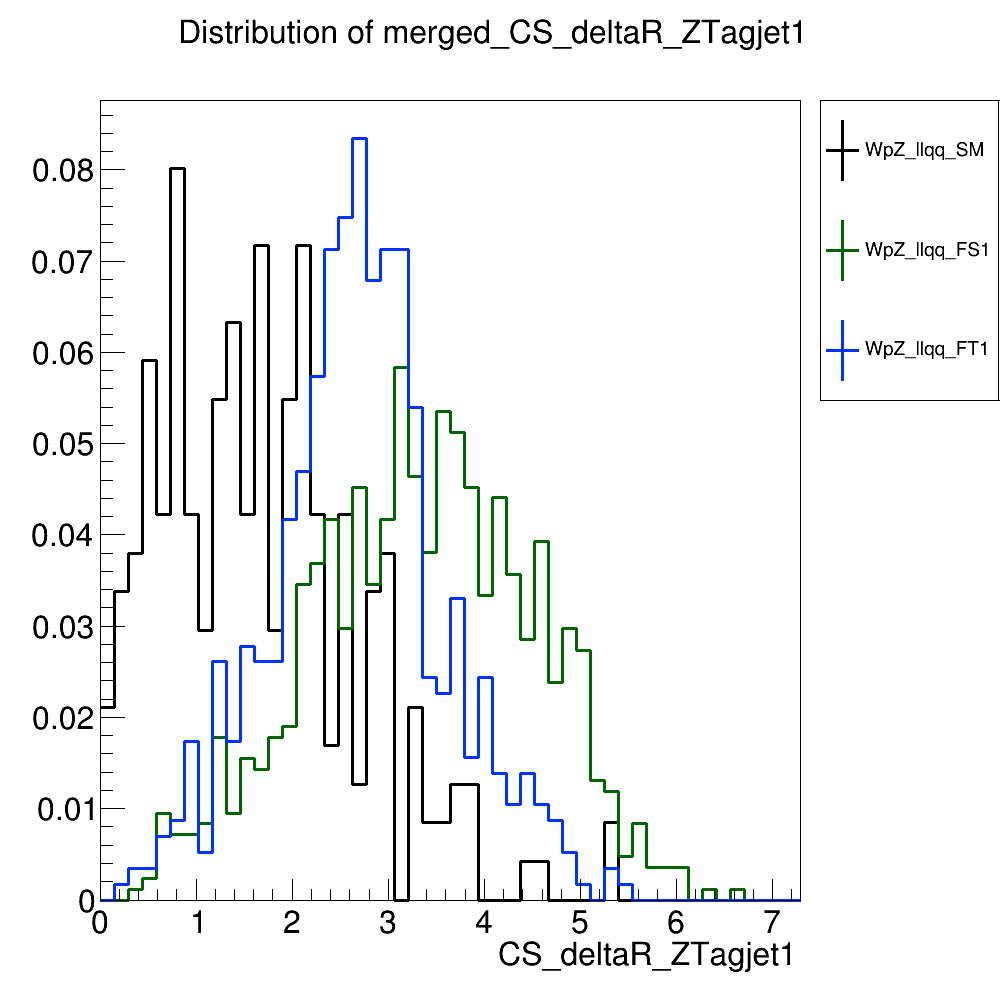 Distribution of merged_CS_deltaR_ZTagjet1
WpZ_llqq_SM
WpZ_llqq_FS1
WpZ_llqq_FT1
0.08
0.07
0.06
0.05
0.04
0.03
0.02
0.01
0
0 1 2 3 4 5 6 7
CS_deltaR_ZTagjet1